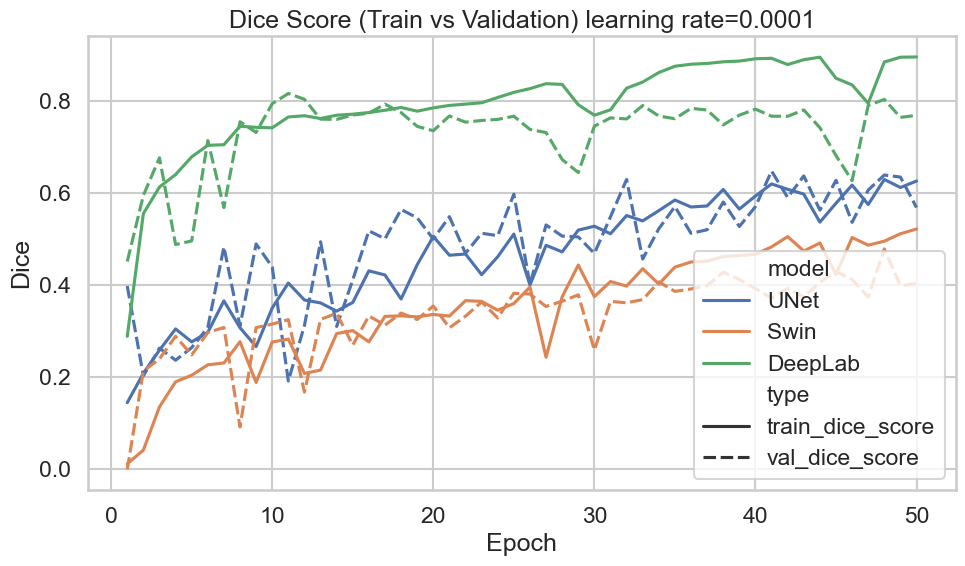 Dice Score (Train vs Validation) learning rate=0.0001
Dice
0.8
0.6
0.4
0.2
0.0
model
UNet
Swin
DeepLab
type
train_dice_score
val_dice_score
0 10 20 30 40 50
Epoch